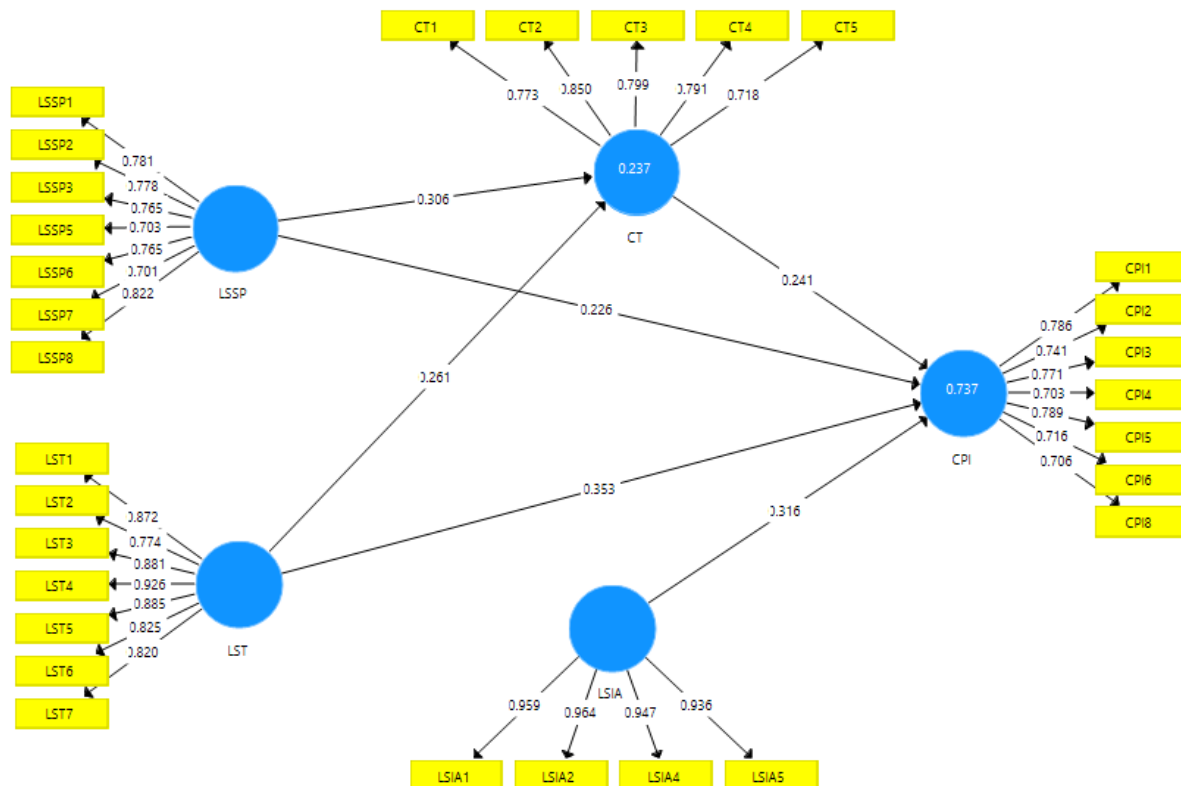 CT1 CT2 CT3 CT4 CT5
0.773 0.850 0.799 0.791 0.718
LSSP1
LSSP2
LSSP3
LSSP5
LSSP6
LSSP7
LSSP8
0.781
0.778
0.765
0.703
0.765
0.701
0.822
LSSP
0.237
CT
0.306
0.241
0.226
0.261
0.353
0.316
CPI1
CPI2
CPI3
CPI4
CPI5
CPI6
CPI8
0.786
0.741
0.771
0.703
0.789
0.716
0.706
0.737
CPI
LST1
LST2
LST3
LST4
LST5
LST6
LST7
0.872
0.774
0.881
0.926
0.885
0.825
0.820
LST
LSIA
0.959 0.964 0.947 0.936
LSIA1 LSIA2 LSIA4 LSIA5